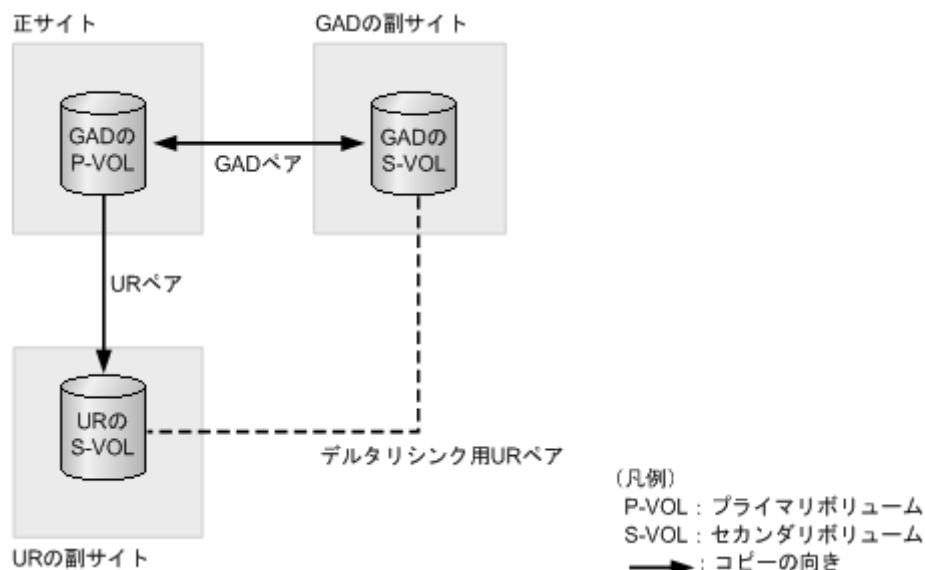 正サイト
GADの副サイト
GADの
P-VOL
GADペア
GADの
S-VOL
URペア
URの
S-VOL
デルタリシンク用URペア
URの副サイト
（凡例）
P-VOL：プライマリボリューム
S-VOL：セカンダリボリューム
：コピーの向き